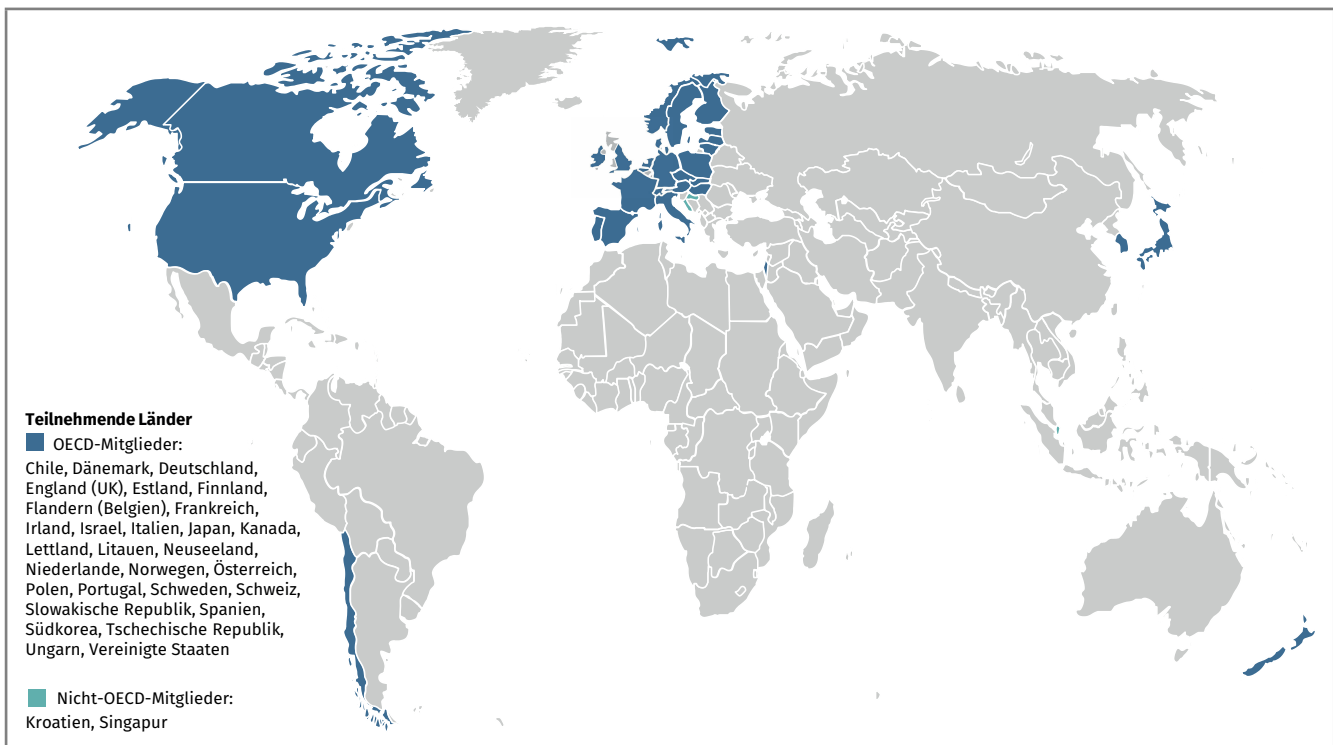 Teilnehmende Länder
OECD-Mitglieder:
Chile, Dänemark, Deutschland,
England (UK), Estland, Finnland,
Flandern (Belgien), Frankreich,
Irland, Israel, Italien, Japan, Kanada,
Lettland, Litauen, Neuseeland,
Niederlande, Norwegen, Österreich,
Polen, Portugal, Schweden, Schweiz,
Slowakische Republik, Spanien,
Südkorea, Tschechische Republik,
Ungarn, Vereinigte Staaten
Nicht-OECD-Mitglieder:
Kroatien, Singapur